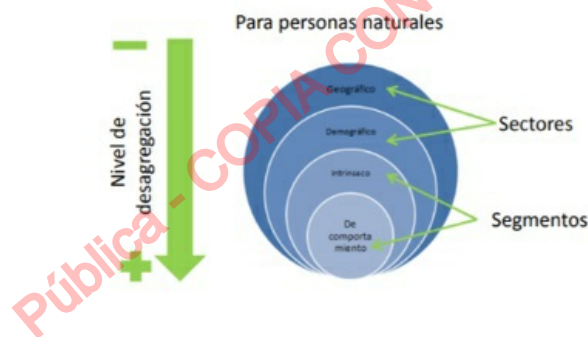 Para personas naturales
Nivel de
desagregación
Geográfico
Demográfico
Intrínseco
De
comporta
miento
Sectores
Segmentos
Pública - COPIA CON